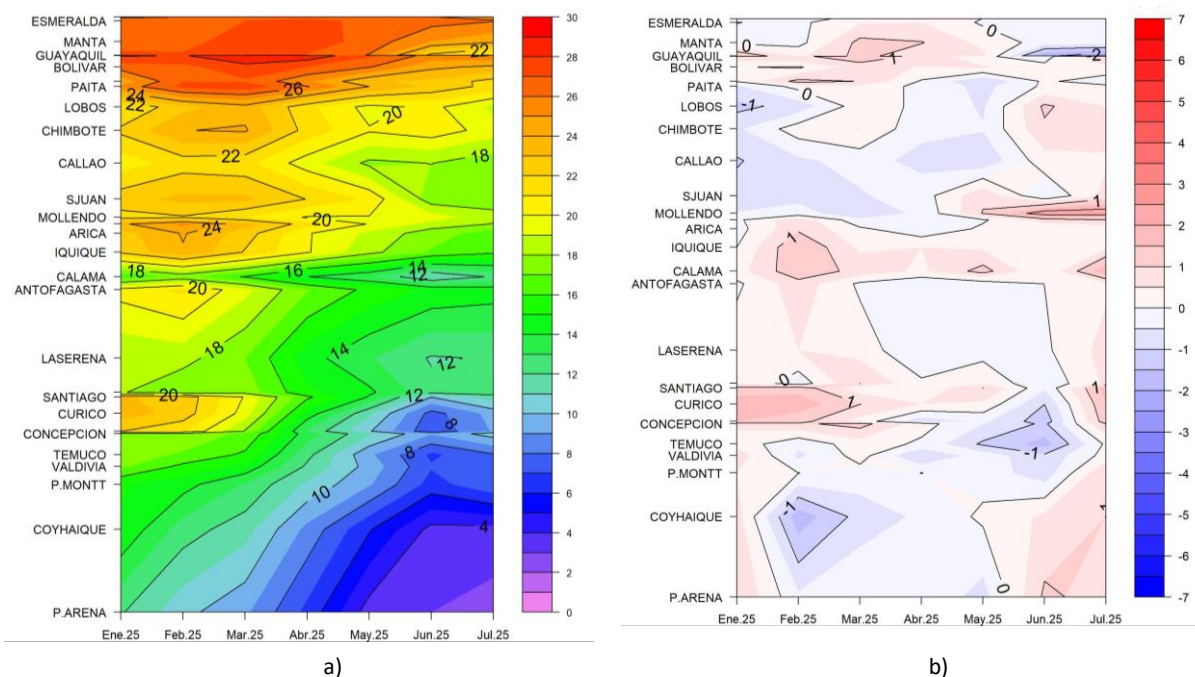 ESMERALDA
MANTA
GUAYAQUIL
BOLIVAR
PAITA
LOBOS
CHIMBOTE
CALLAO
SJUAN
MOLLENDO
ARICA
IQUIQUE
CALAMA
ANTOFAGASTA
LASERENA
SANTIAGO
CURICO
CONCEPCION
TEMUCO
VALDIVIA
P.MONTT
COYHAIQUE
P.ARENA
22
26
24
22
20
22
18
20
24
18
16
14
12
20
18
14
12
20
12
8
8
10
4
Ene.25 Feb.25 Mar.25 Abr.25 May.25 Jun.25 Jul.25
30
28
26
24
22
20
18
16
14
12
10
8
6
4
2
0
a)
ESMERALDA
MANTA
GUAYAQUIL
BOLIVAR
PAITA
LOBOS
CHIMBOTE
CALLAO
SJUAN
MOLLENDO
ARICA
IQUIQUE
CALAMA
ANTOFAGASTA
LASERENA
SANTIAGO
CURICO
CONCEPCION
TEMUCO
VALDIVIA
P.MONTT
COYHAIQUE
P.ARENA
0
0
1
-2
0
-1
1
1
0
1
1
-1
-1
1
0
Ene.25 Feb.25 Mar.25 Abr.25 May.25 Jun.25 Jul.25
7
6
5
4
3
2
1
0
-1
-2
-3
-4
-5
-6
-7
b)